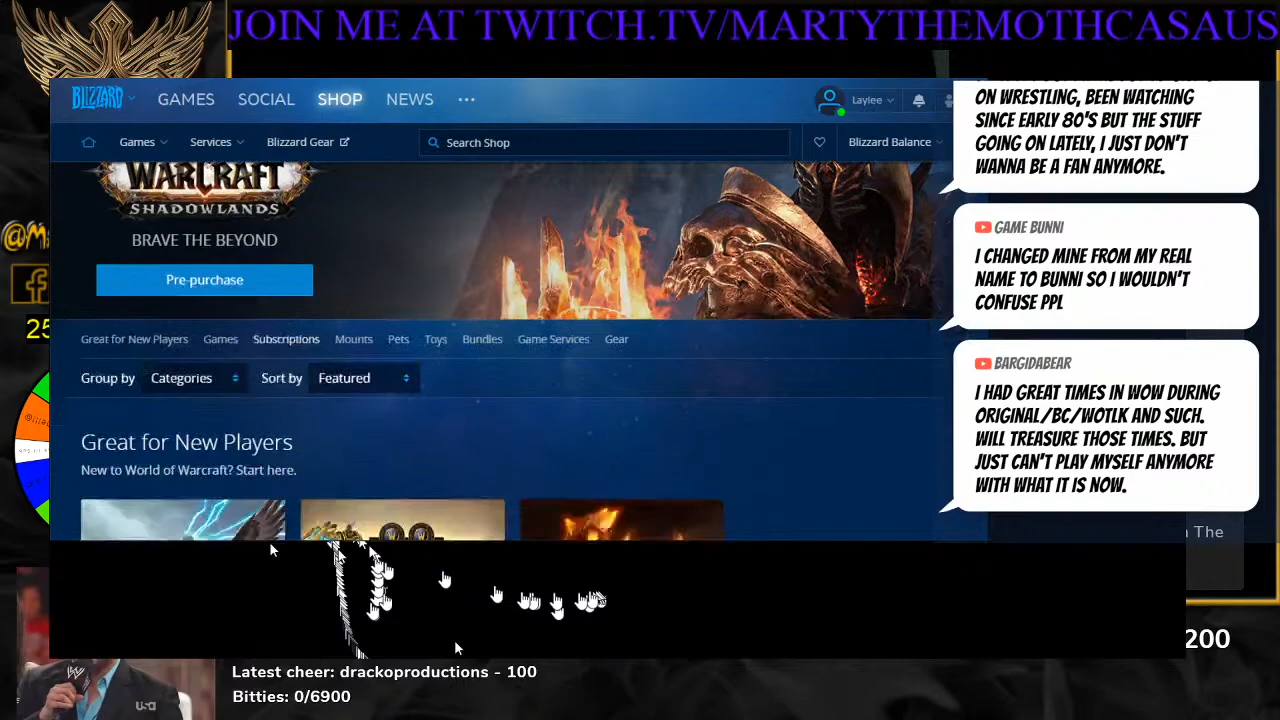 JOIN ME AT TWITCH.TV/MARTYTHEMOTHCASAUS
BLIZZARD
GAMES
SOCIAL
SHOP
NEWS
Laylee
Games
Services
Blizzard Gear
Search Shop
Blizzard Balance
WARCRAFT
SHADOWLANDS
BRAVE THE BEYOND
Pre-purchase
Great for New Players
Games
Subscriptions
Mounts
Pets
Toys
Bundles
Game Services
Gear
Group by
Categories
Sort by
Featured
Great for New Players
New to World of Warcraft? Start here.
ON WRESTLING, BEEN WATCHING
SINCE EARLY 80'S BUT THE STUFF
GOING ON LATELY, I JUST DON'T
WANNA BE A FAN ANYMORE.
GAME BUNNI
I CHANGED MINE FROM MY REAL
NAME TO BUNNI SO I WOULDN'T
CONFUSE PPL
BARGIDABEAR
I HAD GREAT TIMES IN WOW DURING
ORIGINAL/BC/WOTLK AND SUCH.
WILL TREASURE THOSE TIMES. BUT
JUST CAN'T PLAY MYSELF ANYMORE
WITH WHAT IT IS NOW.
The
@M
25
200
Latest cheer: drackoproductions - 100
Bitties: 0/6900
USA